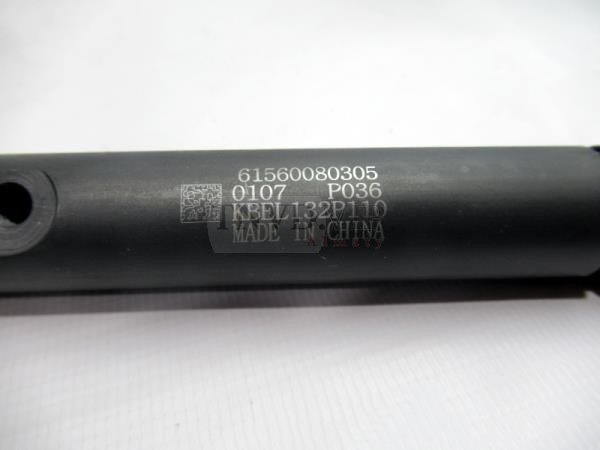 61560080305
0107 P036
KBEL132P110
MADE IN CHINA